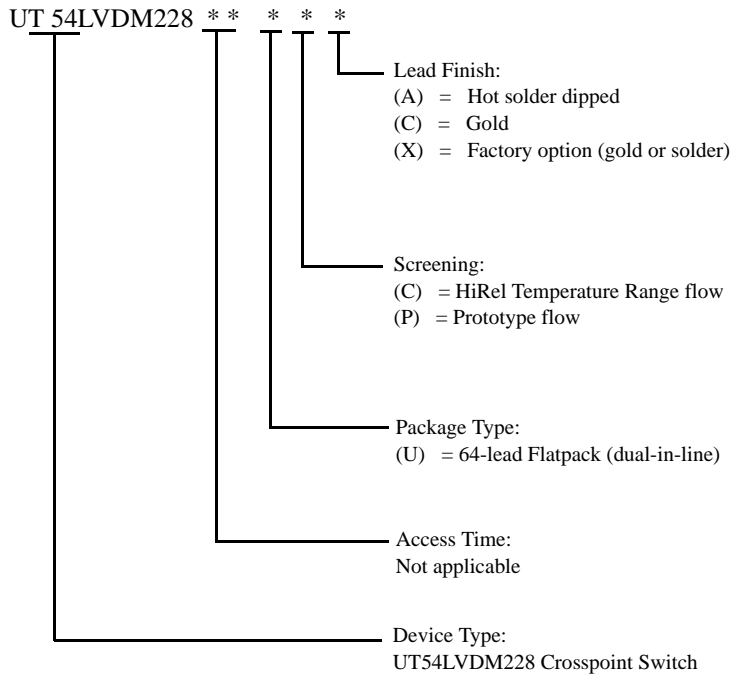 UT 54LVDM228 * * * * *
Lead Finish:
(A) = Hot solder dipped
(C) = Gold
(X) = Factory option (gold or solder)
Screening:
(C) = HiRel Temperature Range flow
(P) = Prototype flow
Package Type:
(U) = 64-lead Flatpack (dual-in-line)
Access Time:
Not applicable
Device Type:
UT54LVDM228 Crosspoint Switch